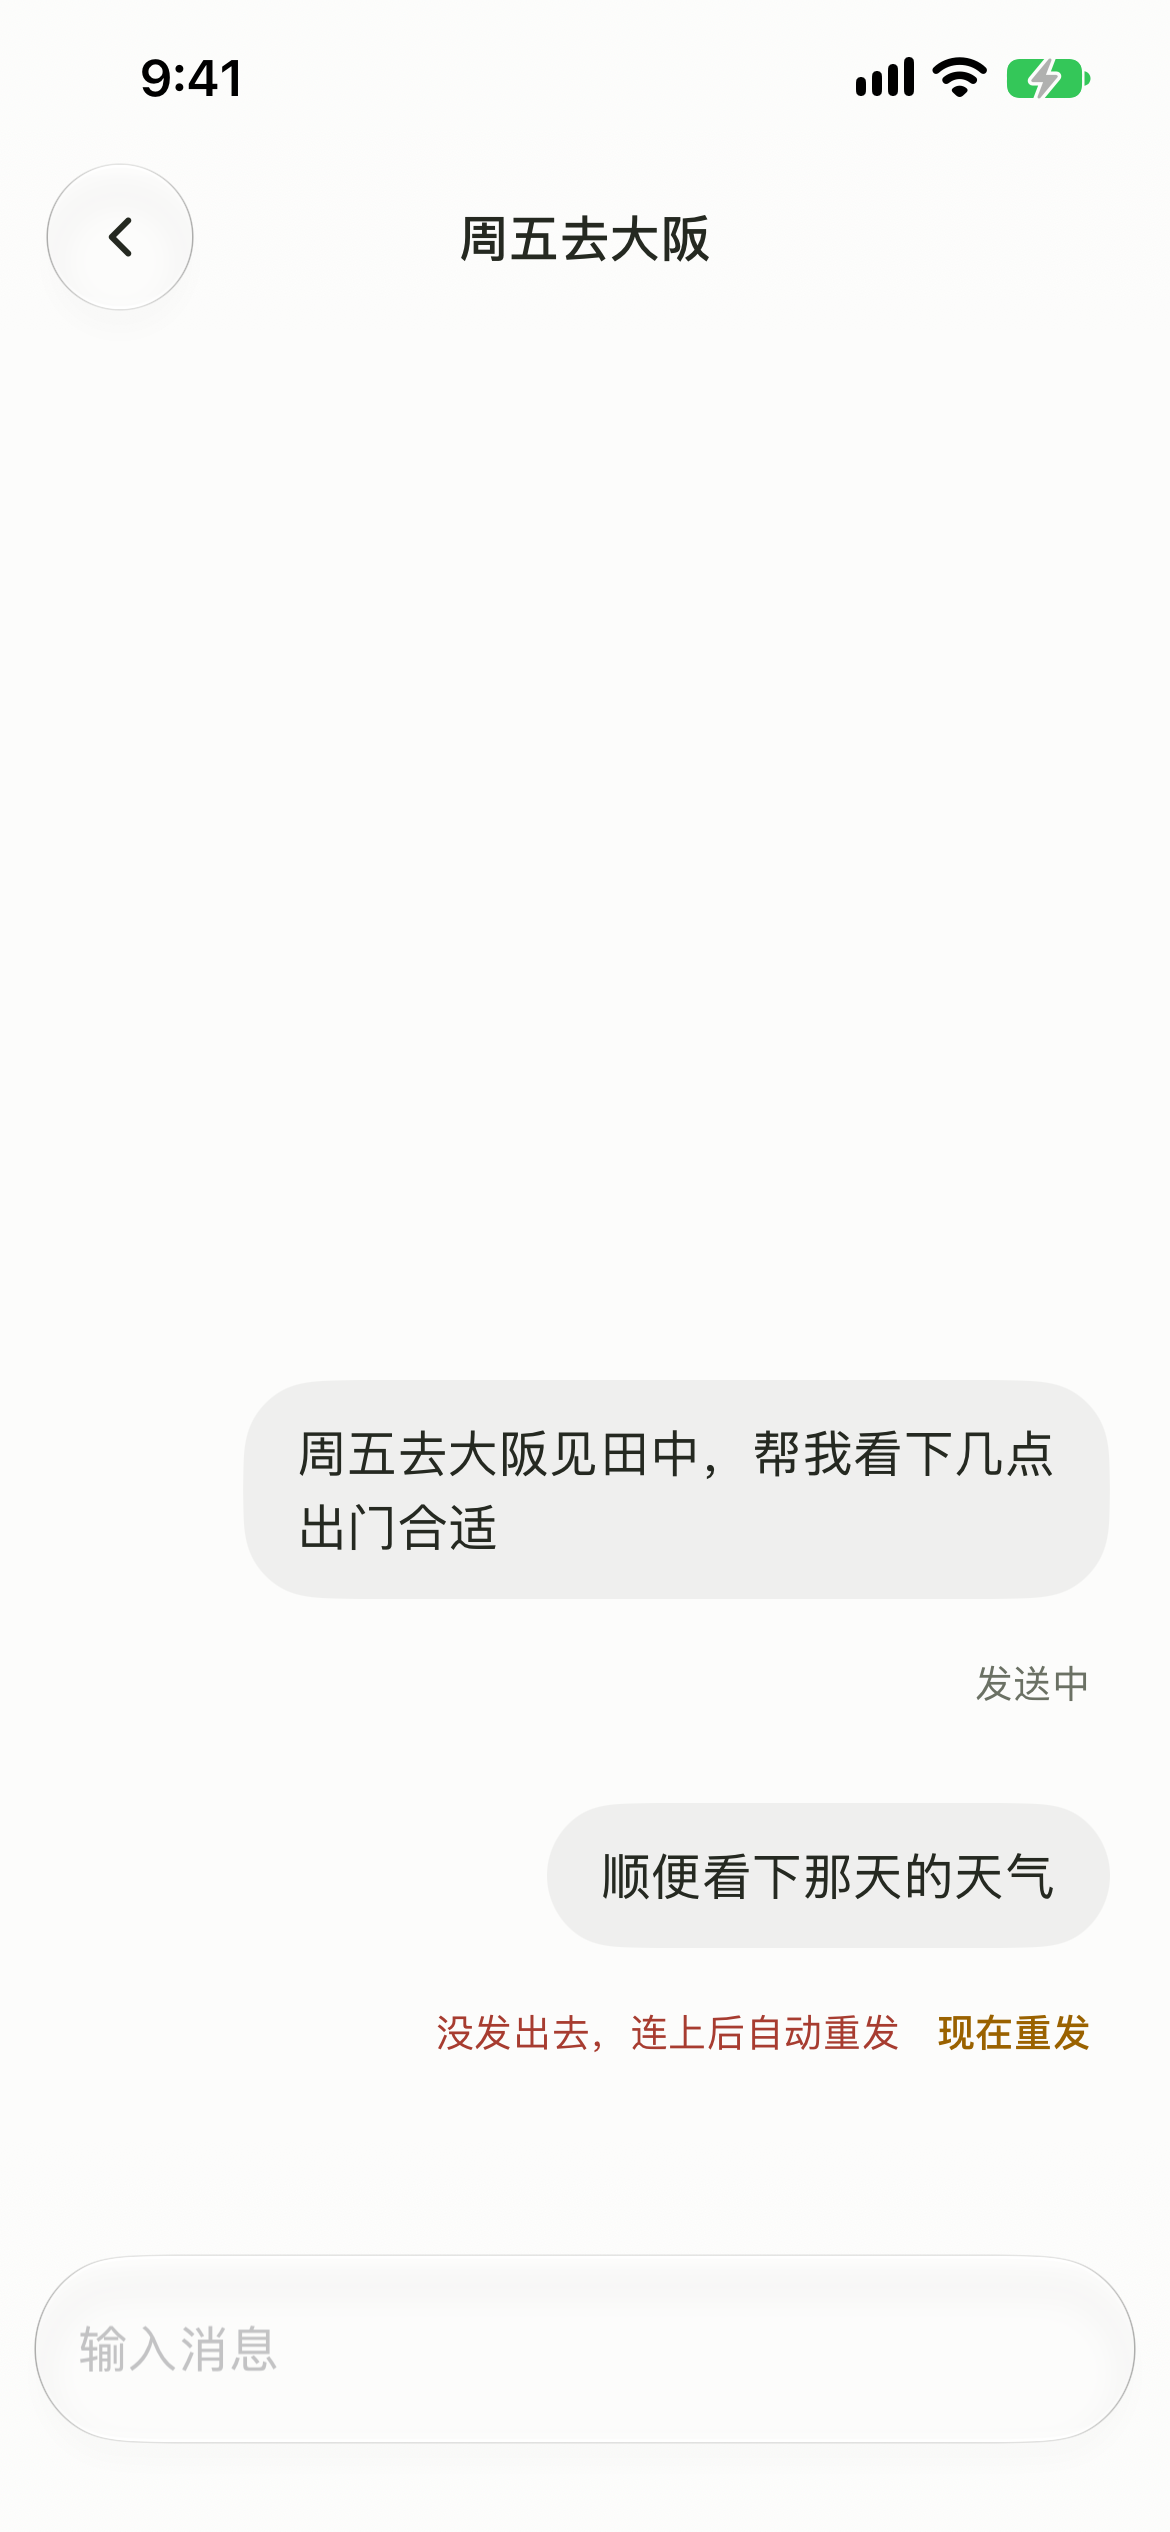 9:41
周五去大阪
周五去大阪见田中，帮我看下几点
出门合适
发送中
顺便看下那天的天气
没发出去，连上后自动重发 现在重发
输入消息